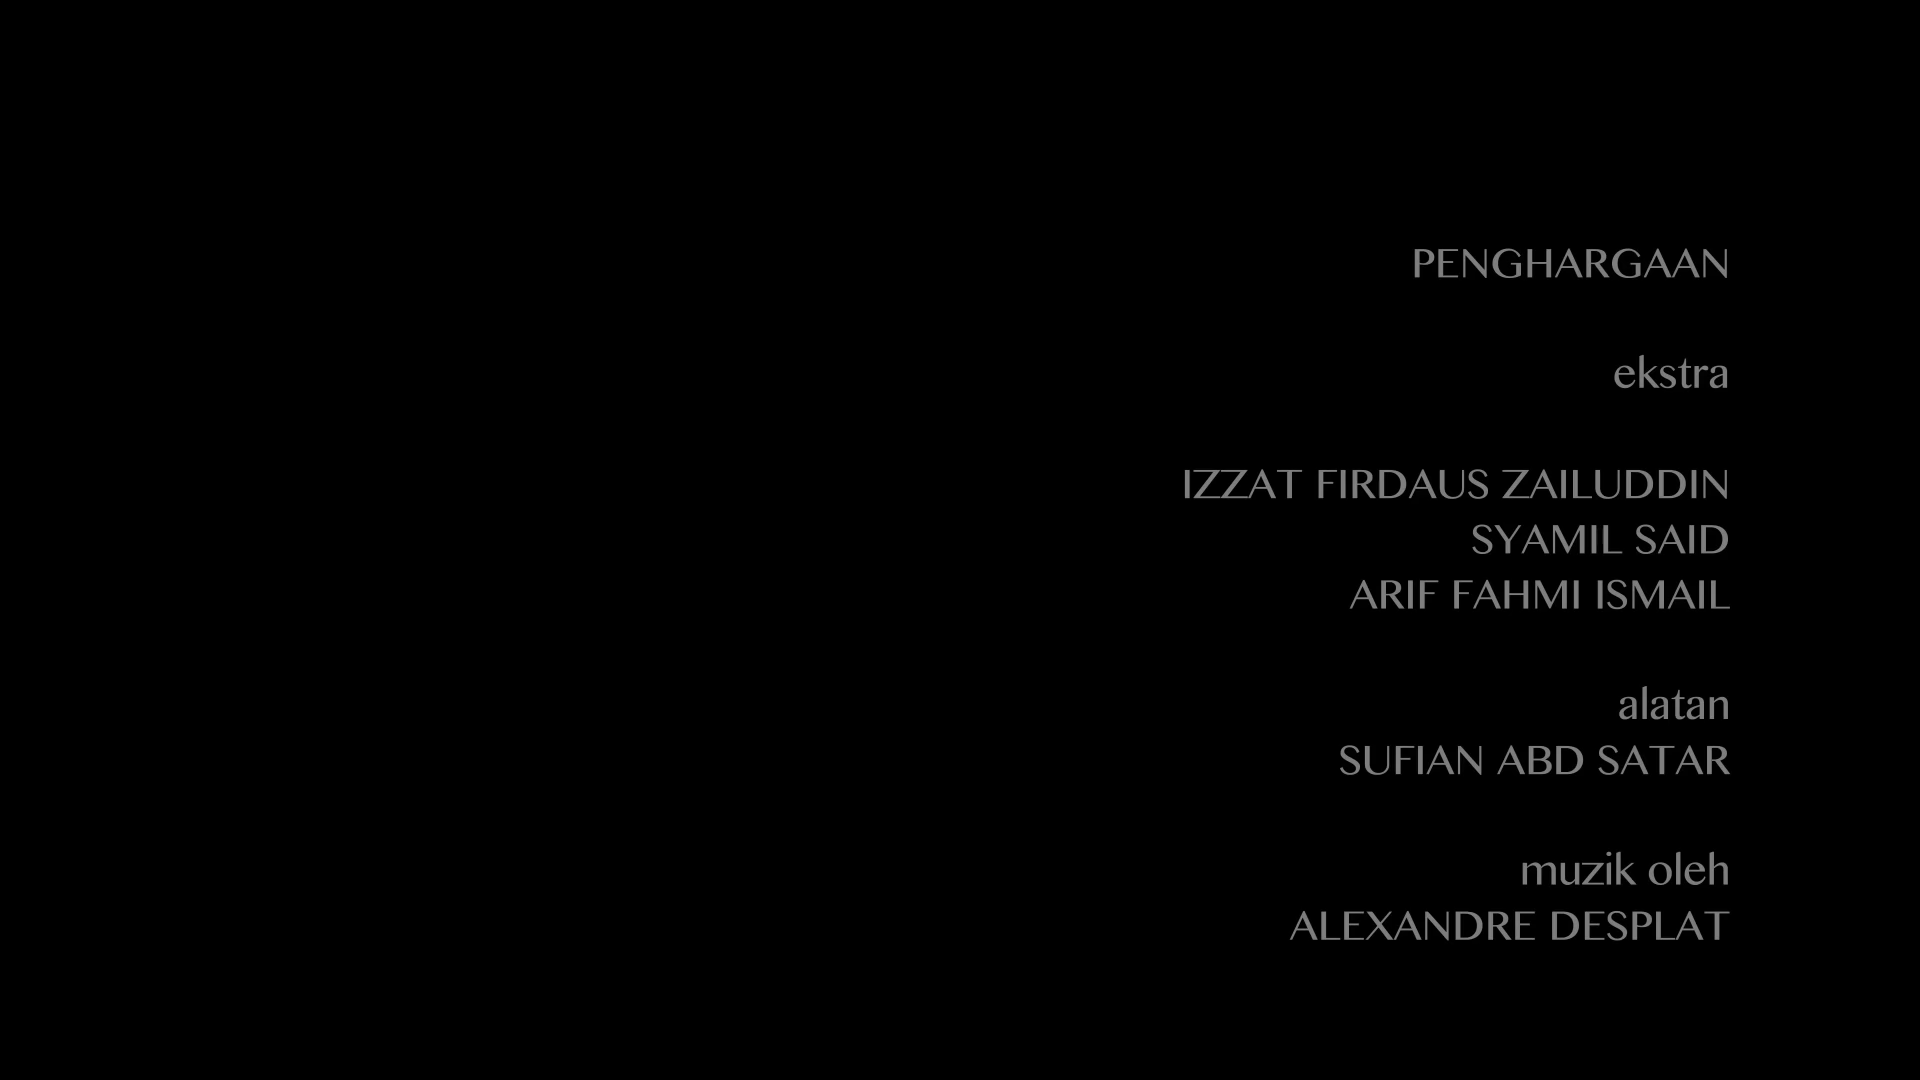 PENGHARGAAN
ekstra
IZZAT FIRDAUS ZAILUDDIN
SYAMIL SAID
ARIF FAHMI ISMAIL
alatan
SUFIAN ABD SATAR
muzik oleh
ALEXANDRE DESPLAT